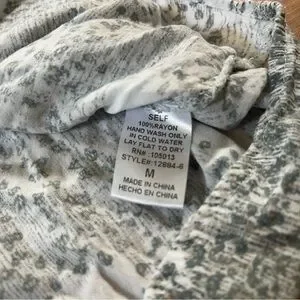 SELF
100%RAYON
HAND WASH ONLY
IN COLD WATER
LAY FLAT TO DRY
RN#: 105013
STYLE#: 12884-6
M
MADE IN CHINA
HECHO EN CHINA